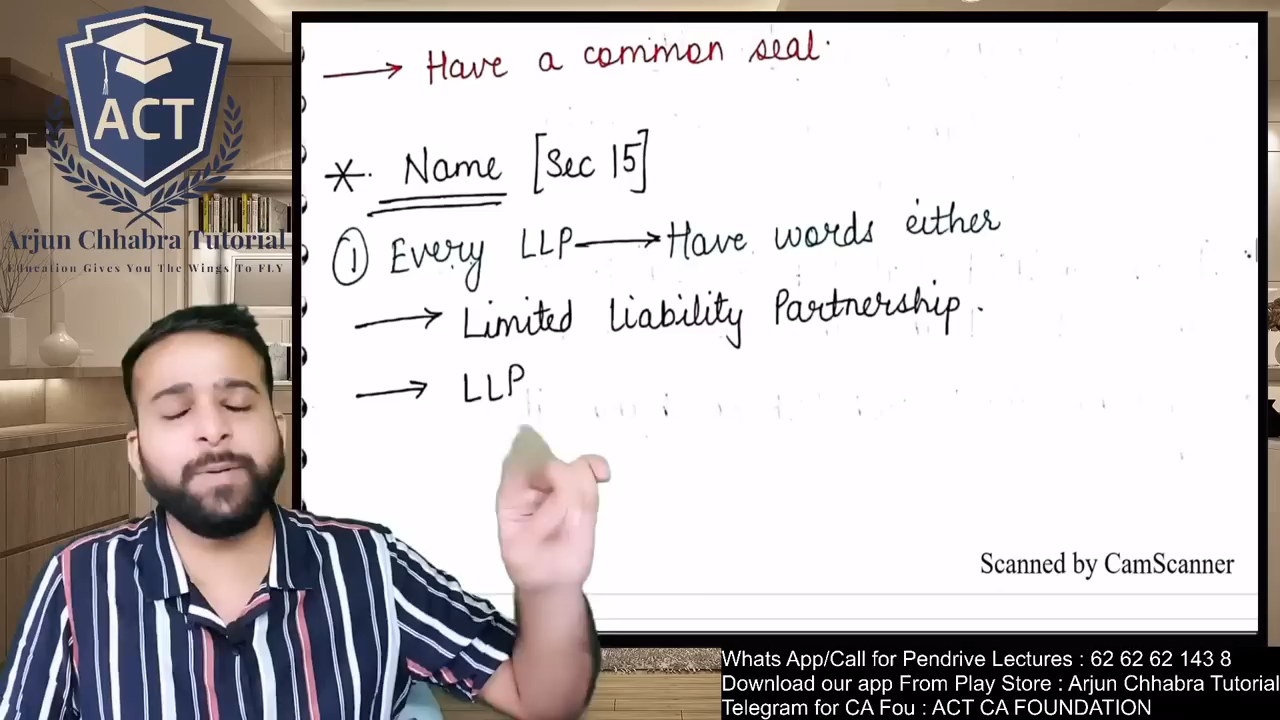 ACT
Arjun Chhabra Tutorial
Education Gives You The Wings To FLY
→ Have a common seal.
*. Name [Sec 15]
① Every LLP → Have words either
→ Limited Liability Partnership.
→ LLP
Scanned by CamScanner
Whats App/Call for Pendrive Lectures : 62 62 62 143 8
Download our app From Play Store : Arjun Chhabra Tutorial
Telegram for CA Fou : ACT CA FOUNDATION